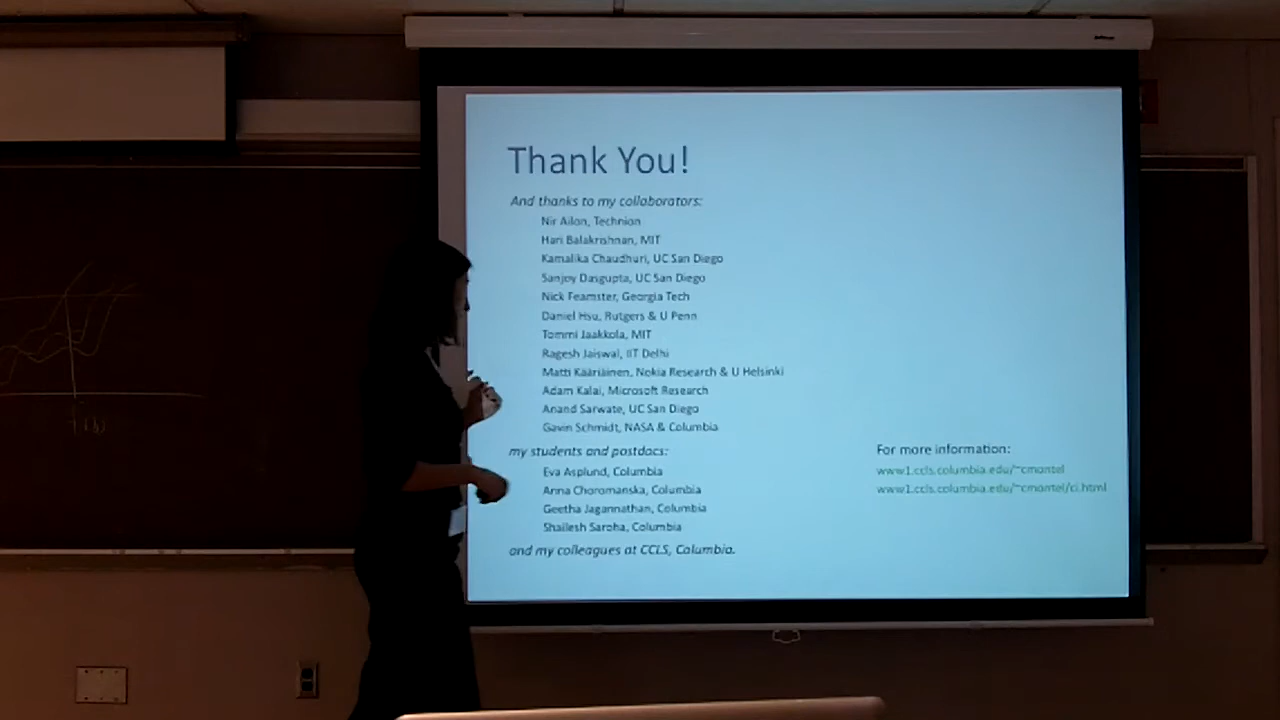 Thank You!
And thanks to my collaborators:
Nir Ailon, Technion
Hari Balakrishnan, MIT
Kamalika Chaudhuri, UC San Diego
Sanjoy Dasgupta, UC San Diego
Nick Feamster, Georgia Tech
Daniel Hsu, Rutgers & U Penn
Tommi Jaakkola, MIT
Ragesh Jaiswal, IIT Delhi
Matti Kääriäinen, Nokia Research & U Helsinki
Adam Kalai, Microsoft Research
Anand Sarwate, UC San Diego
Gavin Schmidt, NASA & Columbia
my students and postdocs:
Eva Asplund, Columbia
Anna Choromanska, Columbia
Geetha Jagannathan, Columbia
Shailesh Saroha, Columbia
and my colleagues at CCLS, Columbia.
For more information:
www1.ccls.columbia.edu/~cmontel
www1.ccls.columbia.edu/~cmontel/ci.html